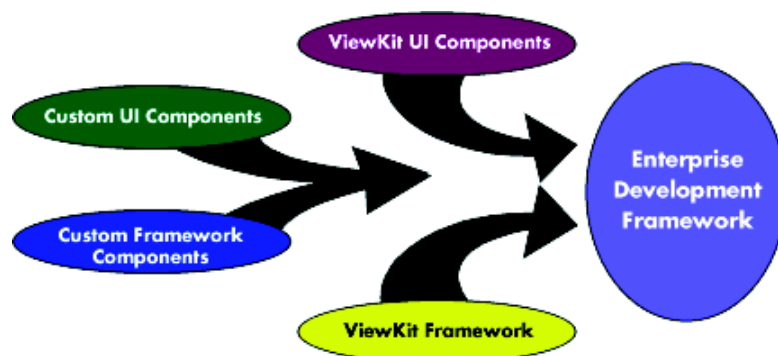 ViewKit UI Components
Custom UI Components
Enterprise
Development
Framework
Custom Framework
Components
ViewKit Framework